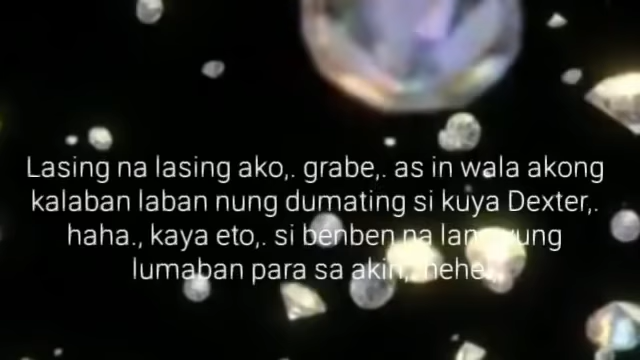 Lasing na lasing ako,. grabe,. as in wala akong
kalaban laban nung dumating si kuya Dexter,.
haha., kaya eto,. si benben na lang yung
lumaban para sa akin,. hehe.,